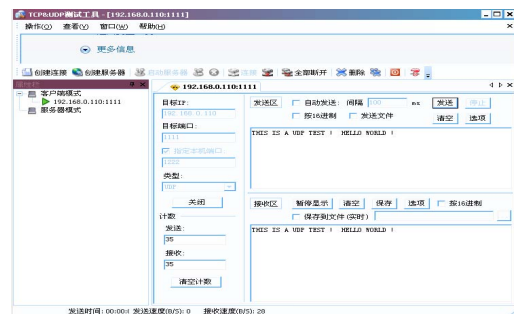 TCP&UDP测试工具 - [192.168.0.110:1111]
操作(O) 查看(V) 窗口(W) 帮助(H)
更多信息
创建连接 创建服务器 启动服务器 连接 全部断开 删除
192.168.0.110:1111
客户端模式
192.168.0.110:1111
服务器模式
目标IP:
192.168.0.110
目标端口:
1111
指定本机端口:
1222
类型:
UDP
关闭
计数
发送:
35
接收:
35
清空计数
发送区 自动发送: 间隔 100 ms 发送 停止
按16进制 发送文件 清空 选项
THIS IS A UDP TEST ! HELLO WORLD !
接收区 暂停显示 清空 保存 选项 按16进制
保存到文件(实时)
THIS IS A UDP TEST ! HELLO WORLD !
发送时间: 00:00:( 发送速度(B/S): 0 接收速度(B/S): 28